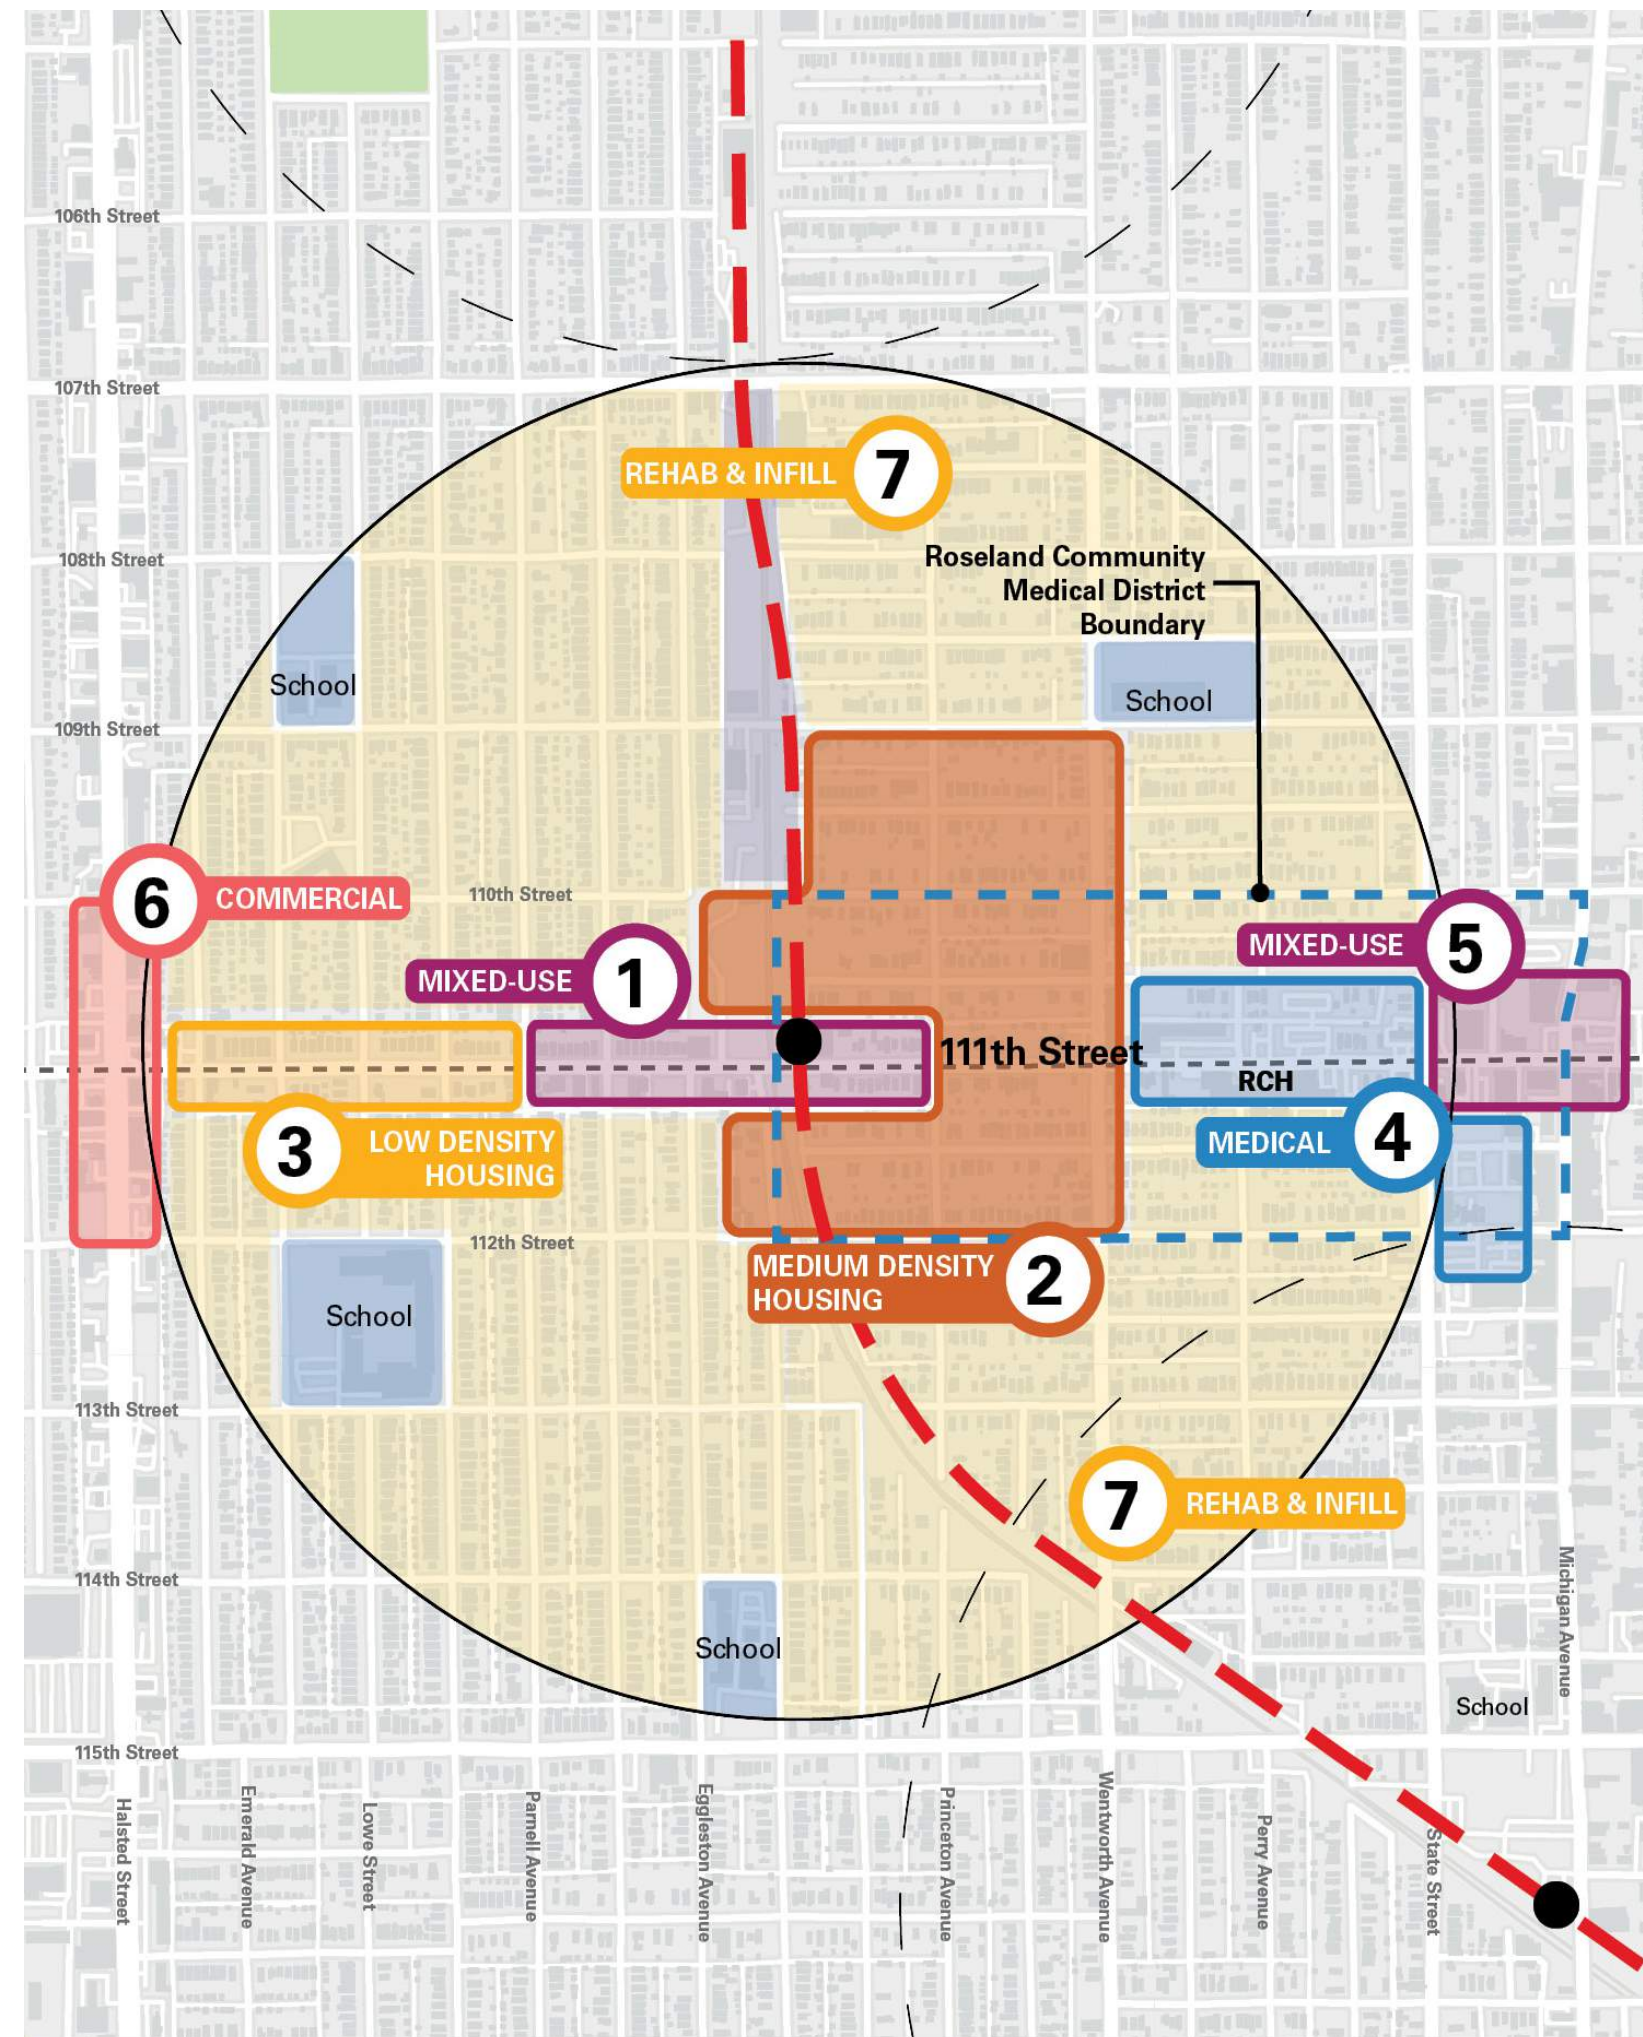 106th Street
107th Street
REHAB & INFILL
7
Roseland Community
Medical District
Boundary
108th Street
School
School
109th Street
6
COMMERCIAL
110th Street
MIXED-USE
5
MIXED-USE
1
111th Street
RCH
MEDICAL
4
3
LOW DENSITY
HOUSING
112th Street
MEDIUM DENSITY
HOUSING
2
School
113th Street
7
REHAB & INFILL
114th Street
School
Michigan Avenue
School
115th Street
Halsted Street
Emerald Avenue
Lowe Street
Parnell Avenue
Eggleston Avenue
Princeton Avenue
Wentworth Avenue
Perry Avenue
State Street